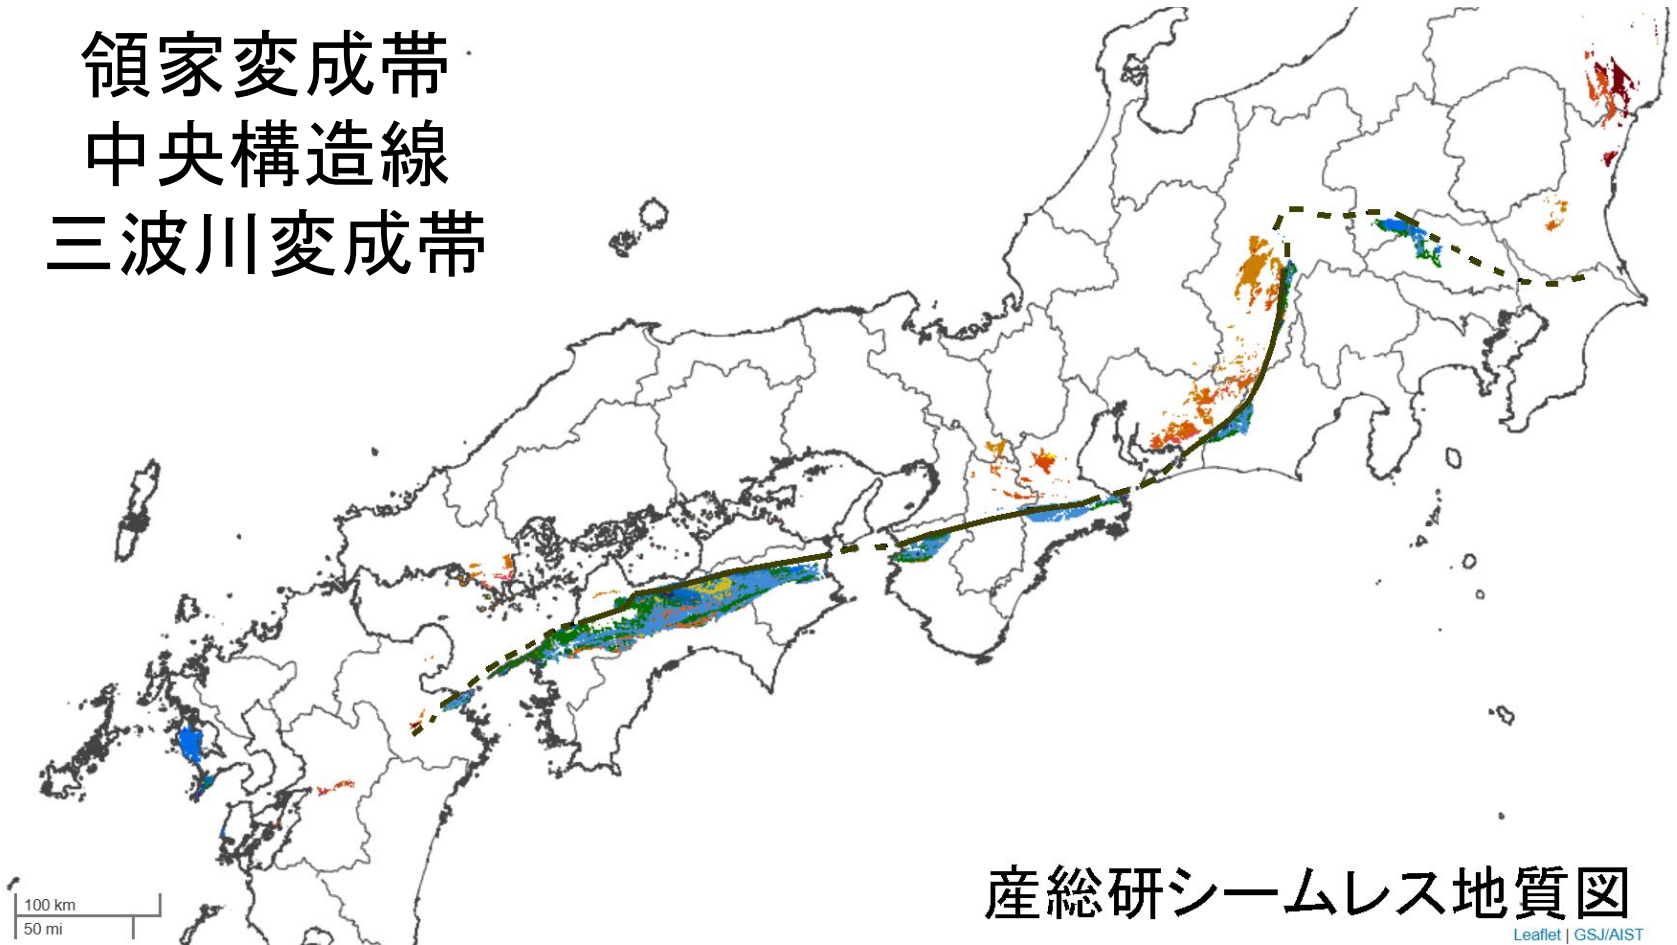 領家変成帯
中央構造線
三波川変成帯
100 km
50 mi
産総研シームレス地質図
Leaflet | GSJ/AIST